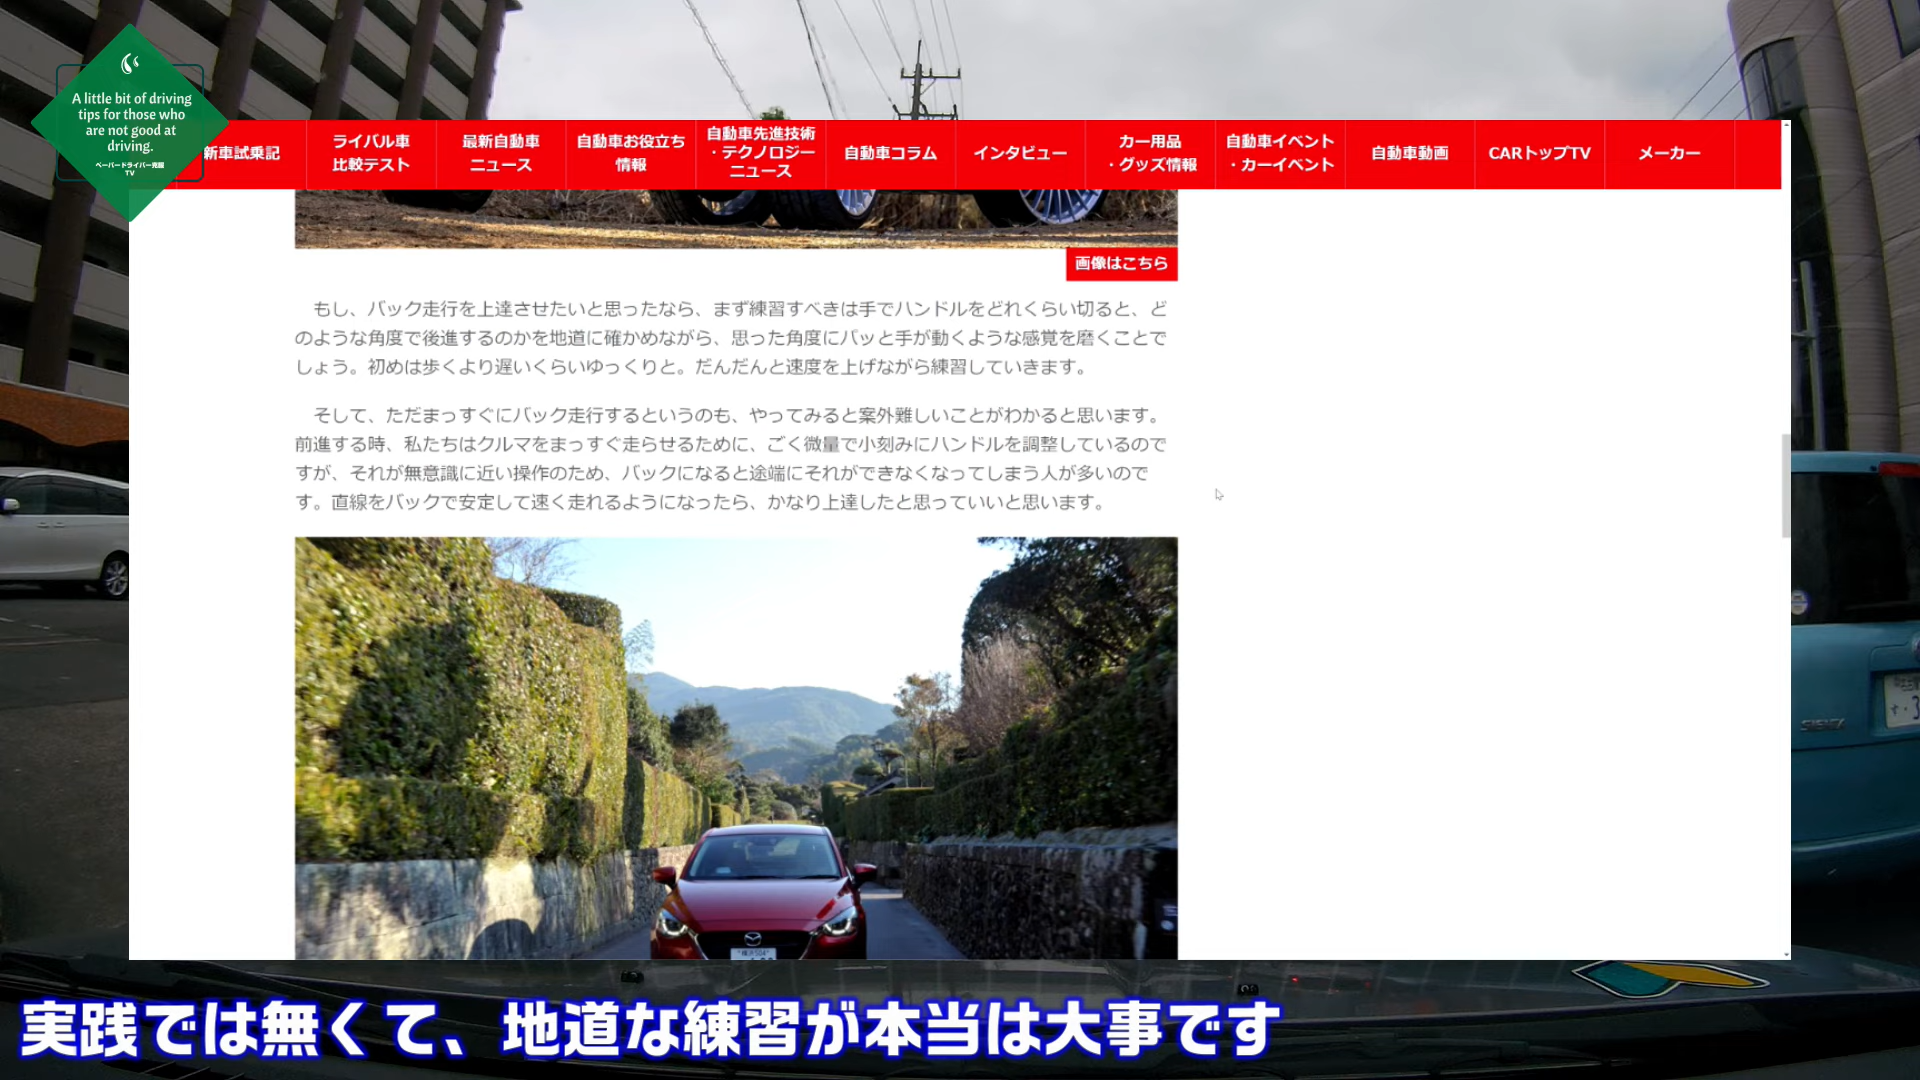 A little bit of driving
tips for those who
are not good at
driving.
ペーパードライバー克服
TV
新車試乗記
ライバル車
比較テスト
最新自動車
ニュース
自動車お役立ち
情報
自動車先進技術
・テクノロジー
ニュース
自動車コラム
インタビュー
カー用品
・グッズ情報
自動車イベント
・カーイベント
自動車動画
CARトップTV
メーカー
画像はこちら
もし、バック走行を上達させたいと思ったなら、まず練習すべきは手でハンドルをどれくらい切ると、ど
のような角度で後進するのかを地道に確かめながら、思った角度にパッと手が動くような感覚を磨くことで
しょう。初めは歩くより遅いくらいゆっくりと。だんだんと速度を上げながら練習していきます。
そして、ただまっすぐにバック走行するというのも、やってみると案外難しいことがわかると思います。
前進する時、私たちはクルマをまっすぐ走らせるために、ごく微量で小刻みにハンドルを調整しているので
すが、それが無意識に近い操作のため、バックになると途端にそれができなくなってしまう人が多いので
す。直線をバックで安定して速く走れるようになったら、かなり上達したと思っていいと思います。
実践では無くて、地道な練習が本当は大事です